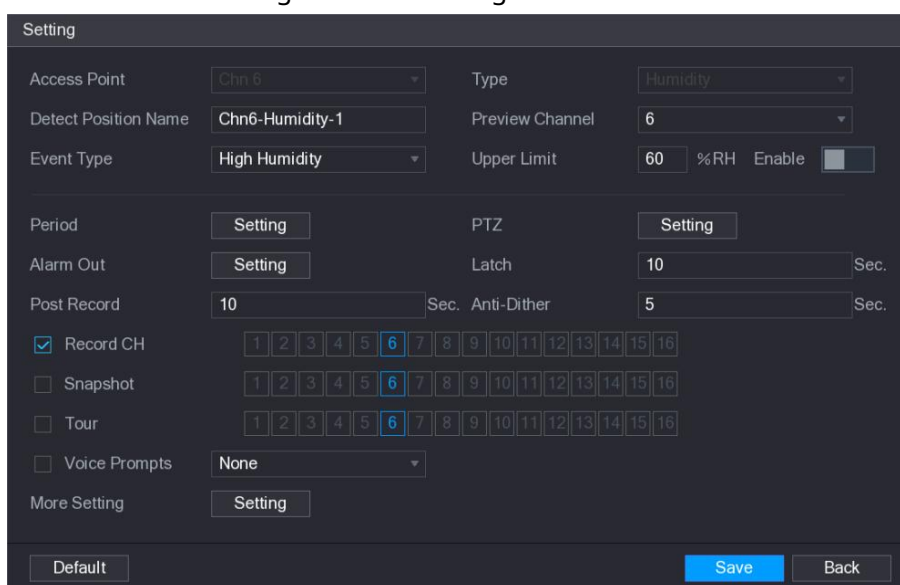 Setting
Access Point Chn 6 Type Humidity
Detect Position Name Chn6-Humidity-1 Preview Channel 6
Event Type High Humidity Upper Limit 60 %RH Enable
Period Setting PTZ Setting
Alarm Out Setting Latch 10 Sec.
Post Record 10 Sec. Anti-Dither 5 Sec.
Record CH 1 2 3 4 5 6 7 8 9 10 11 12 13 14 15 16
Snapshot 1 2 3 4 5 6 7 8 9 10 11 12 13 14 15 16
Tour 1 2 3 4 5 6 7 8 9 10 11 12 13 14 15 16
Voice Prompts None
More Setting Setting
Default Save Back